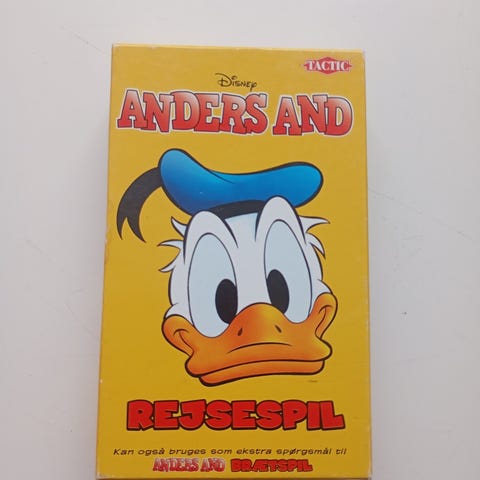 TACTIC
Disney
ANDERS AND
REJSESPIL
Kan også bruges som ekstra spørgsmål til
ANDERS AND BRÆTSPIL